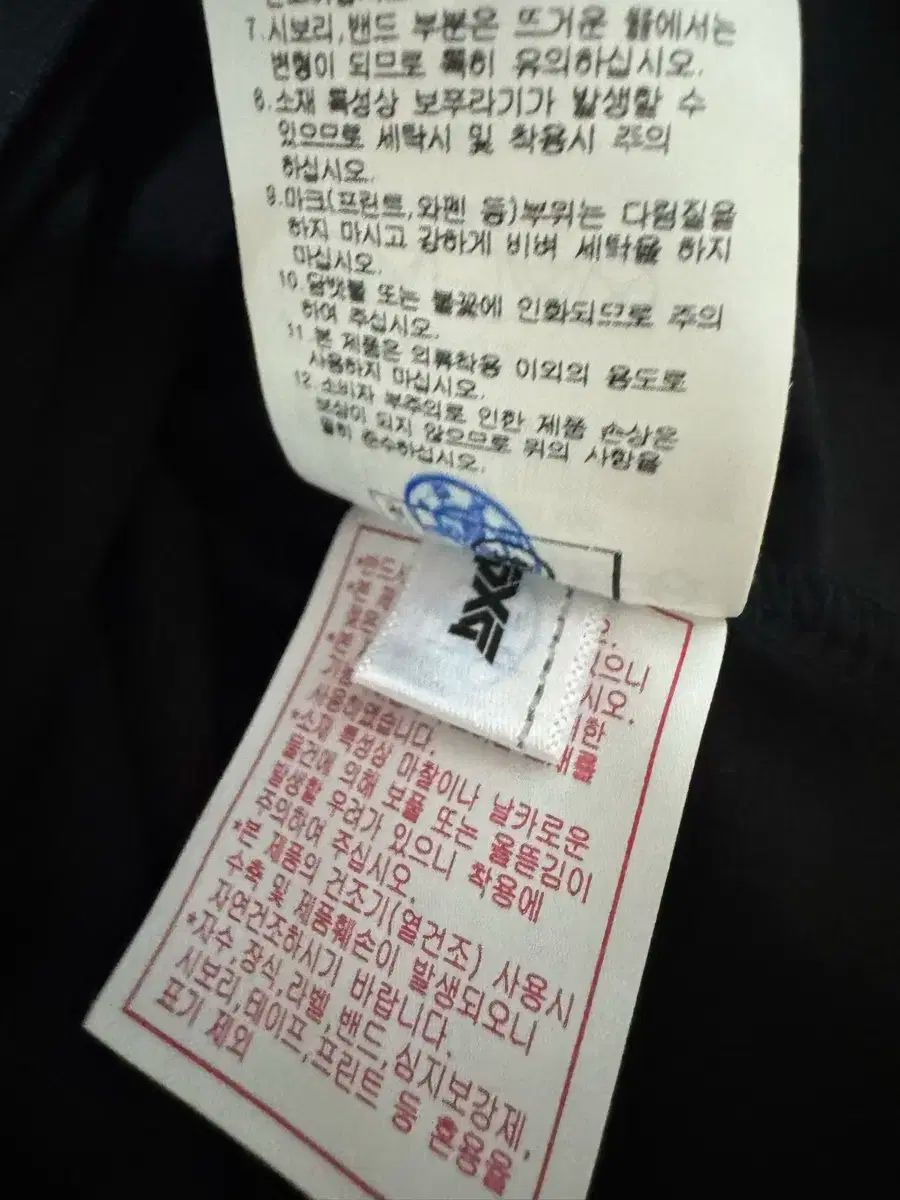 7.시보리,밴드 부분은 뜨거운 물에서는
변형이 되므로 특히 유의하십시오.
8.소재 특성상 보푸라기가 발생할 수
있으므로 세탁시 및 착용시 주의
하십시오.
9.마크(프린트,와펜 등)부위는 다림질을
하지 마시고 강하게 비벼 세탁을 하지
마십시오.
10.담뱃불 또는 불꽃에 인화되므로 주의
하여 주십시오.
11.본 제품은 의류착용 이외의 용도로
사용하지 마십시오.
12.소비자 부주의로 인한 제품 손상은
보상이 되지 않으므로 위의 사항을
특히 준수하십시오.
PXG
*소재 특성상 마찰이나 날카로운
물건에 의해 보풀 또는 올뜯김이
발생할 우려가 있으니 착용에
주의하여 주십시오.
*본 제품의 건조기(열건조) 사용시
수축 및 제품훼손이 발생되오니
자연건조하시기 바랍니다.
*자수,장식,라벨,밴드,심지보강제,
시보리,테이프,프린트 등 혼용율
표기 제외